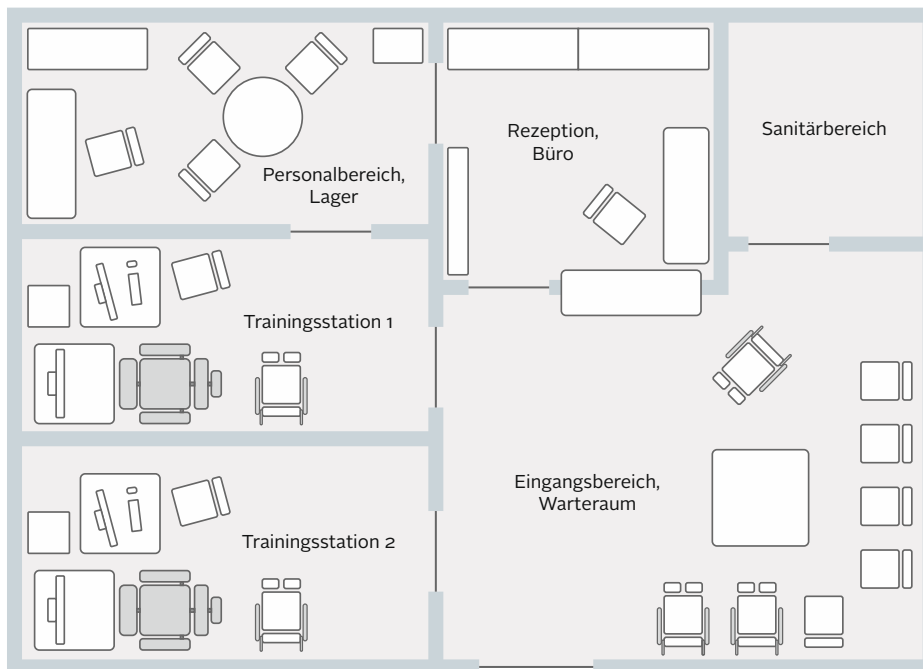 Personalbereich,
Lager
Rezeption,
Büro
Sanitärbereich
Trainingsstation 1
Eingangsbereich,
Warteraum
Trainingsstation 2